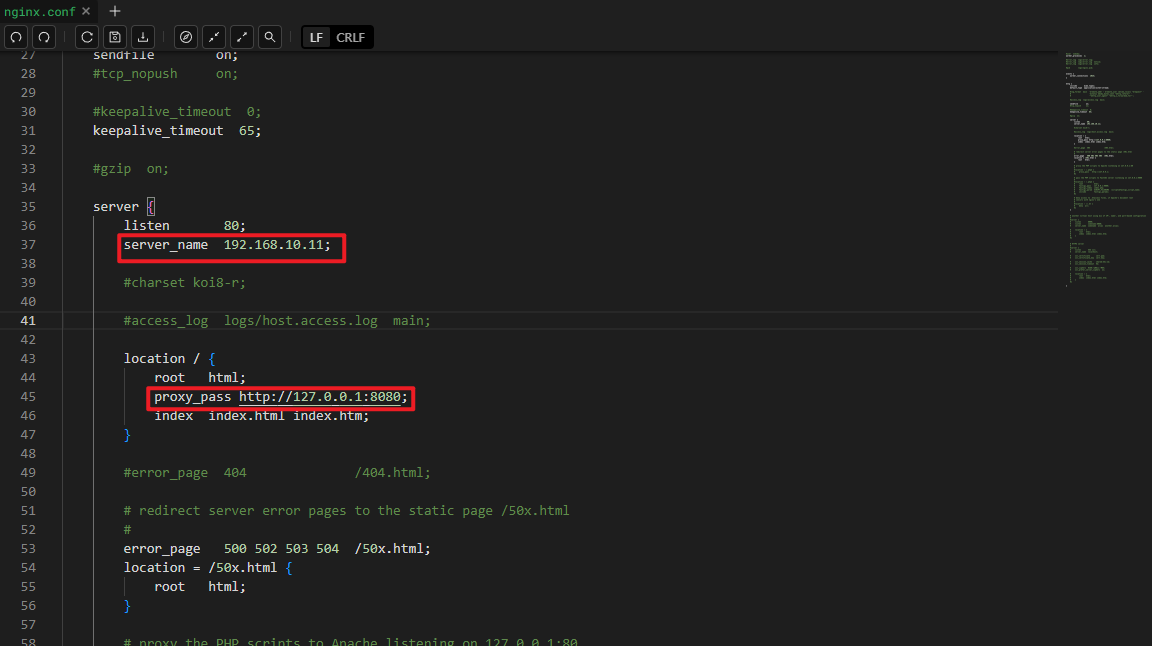 nginx.conf
LF CRLF
27 sendfile on;
28 #tcp_nopush on;
29
30 #keepalive_timeout 0;
31 keepalive_timeout 65;
32
33 #gzip on;
34
35 server {
36 listen 80;
37 server_name 192.168.10.11;
38
39 #charset koi8-r;
40
41 #access_log logs/host.access.log main;
42
43 location / {
44 root html;
45 proxy_pass http://127.0.0.1:8080;
46 index index.html index.htm;
47 }
48
49 #error_page 404 /404.html;
50
51 # redirect server error pages to the static page /50x.html
52 #
53 error_page 500 502 503 504 /50x.html;
54 location = /50x.html {
55 root html;
56 }
57
58 # proxy the PHP scripts to Apache listening on 127.0.0.1:80